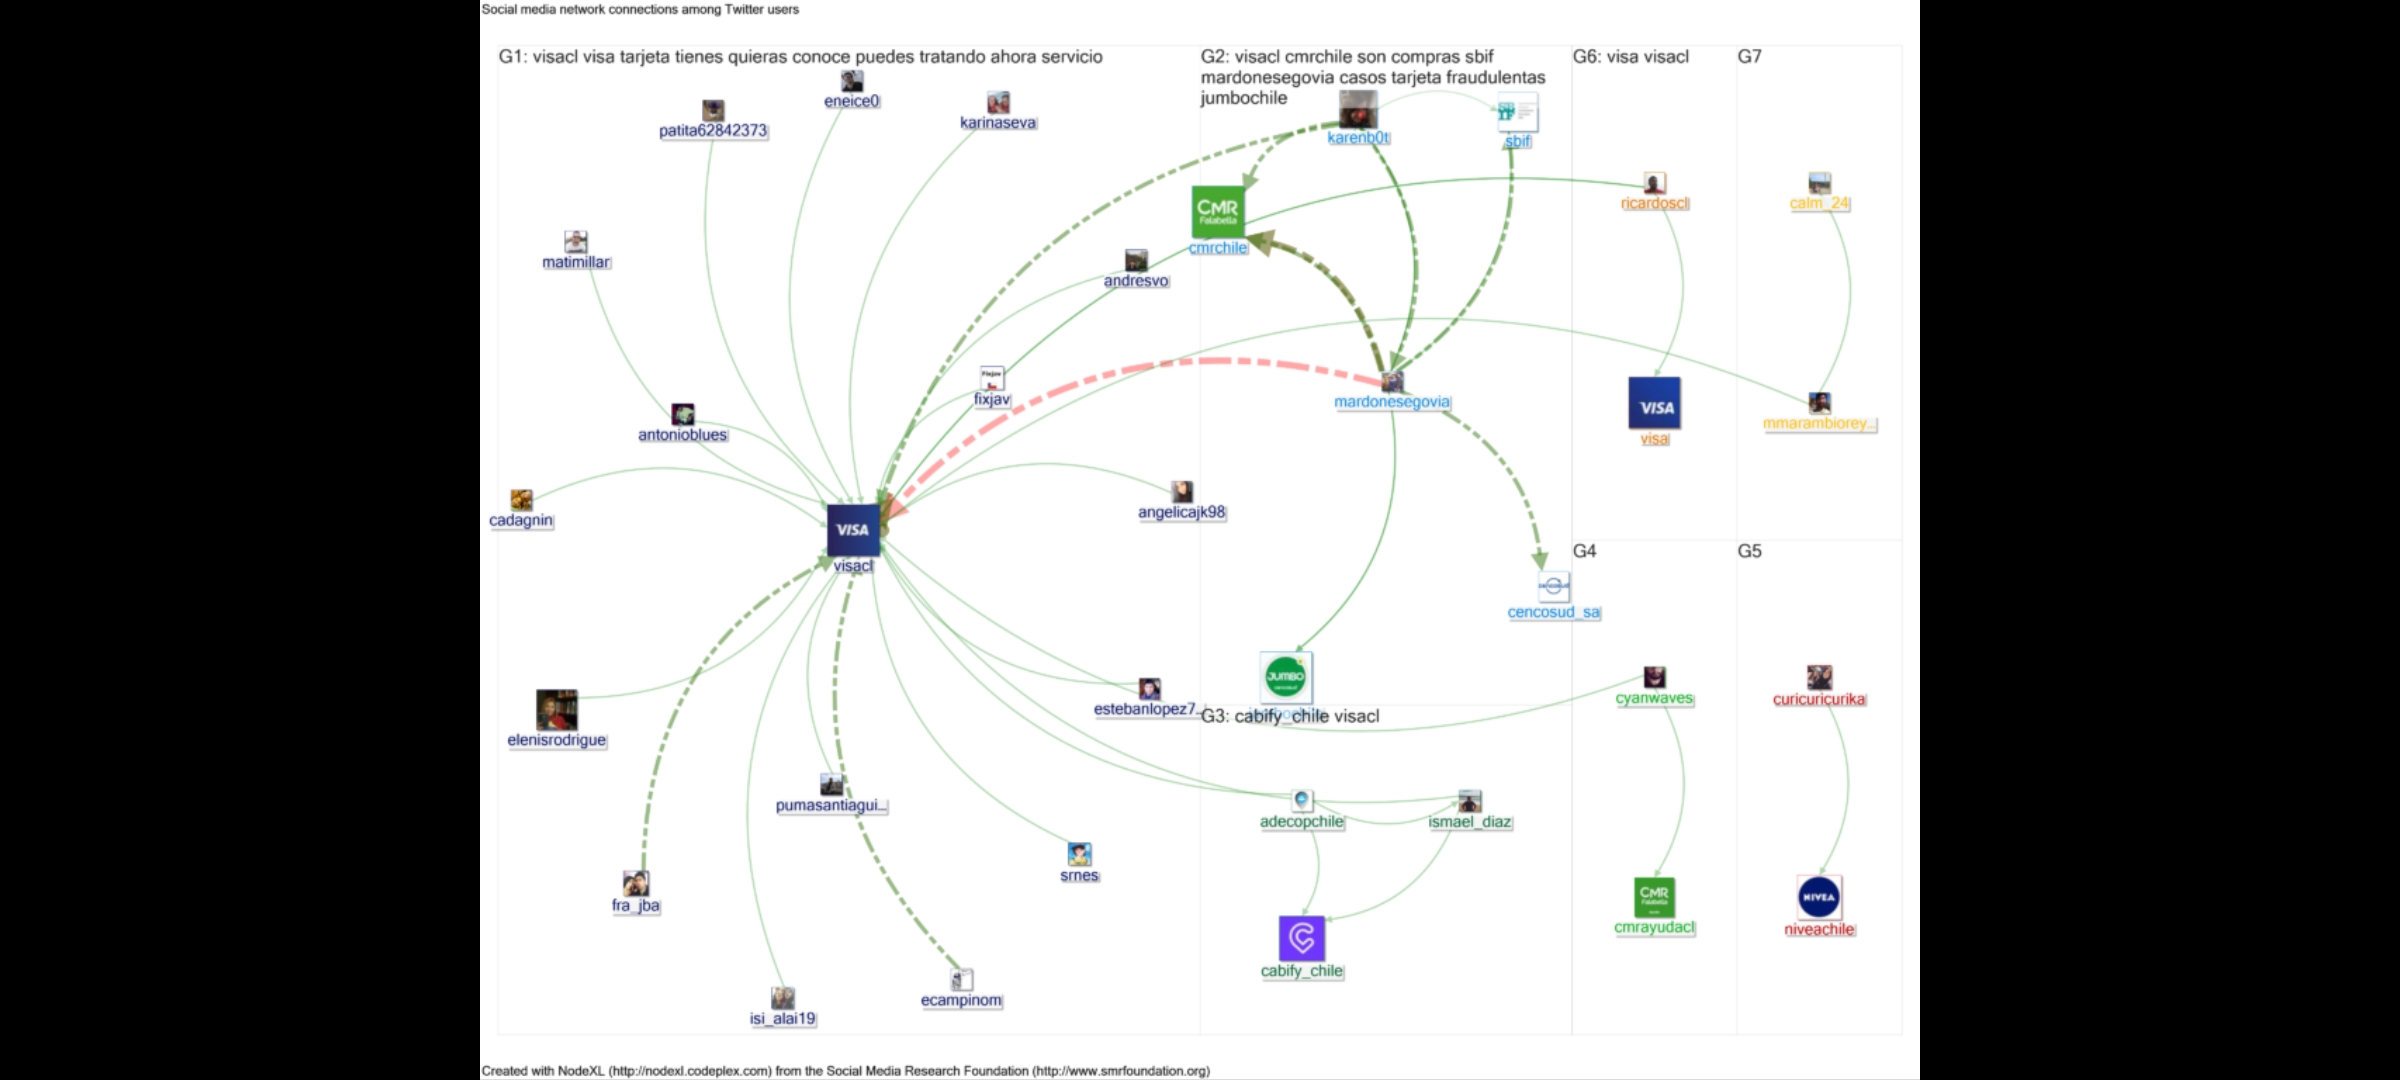 Social media network connections among Twitter users
G1: visacl visa tarjeta tienes quieras conoce puedes tratando ahora servicio
G2: visacl cmrchile son compras sbif
mardonesegovia casos tarjeta fraudulentas
jumbochile
G6: visa visacl
G7
eneice0
karinaseva
patita62842373
karenb0t
sbif
CMR
Falabella
cmrchile
ricardoscl
calm_24
matimillar
andresvo
Fixjav
fixjav
mardonesegovia
VISA
visa
mmarambiorey...
antonioblues
cadagnin
angelicajk98
VISA
visacl
G4
G5
cencosud
cencosud_sa
JUMBO
cencosud
elenisrodrigue
estebanlopez7...
G3: cabify_chile visacl
cyanwaves
curicuricurika
pumasantiagui...
adecopchile
ismael_diaz
srnes
fra_jba
CMR
Falabella
cmrayudacl
NIVEA
niveachile
cabify_chile
ecampinom
isi_alai19
Created with NodeXL (http://nodexl.codeplex.com) from the Social Media Research Foundation (http://www.smrfoundation.org)